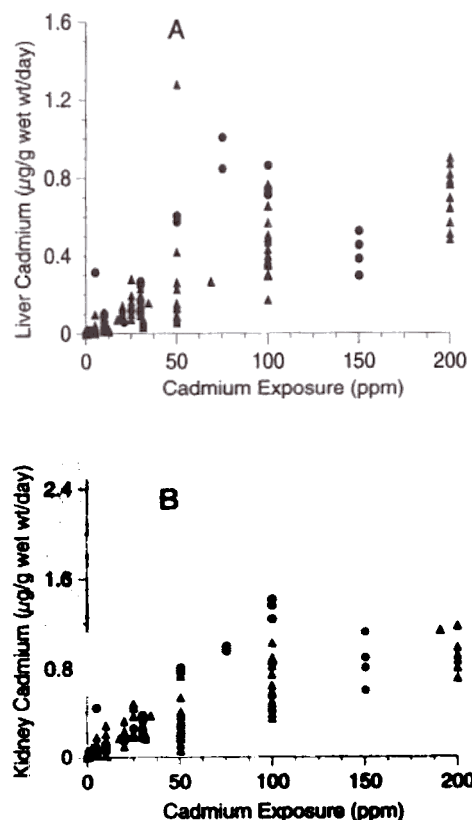 A
Liver Cadmium (µg/g wet wt/day)
1.6
1.2
0.8
0.4
0
0 50 100 150 200
Cadmium Exposure (ppm)
B
Kidney Cadmium (µg/g wet wt/day)
2.4
1.6
0.8
0
0 50 100 150 200
Cadmium Exposure (ppm)